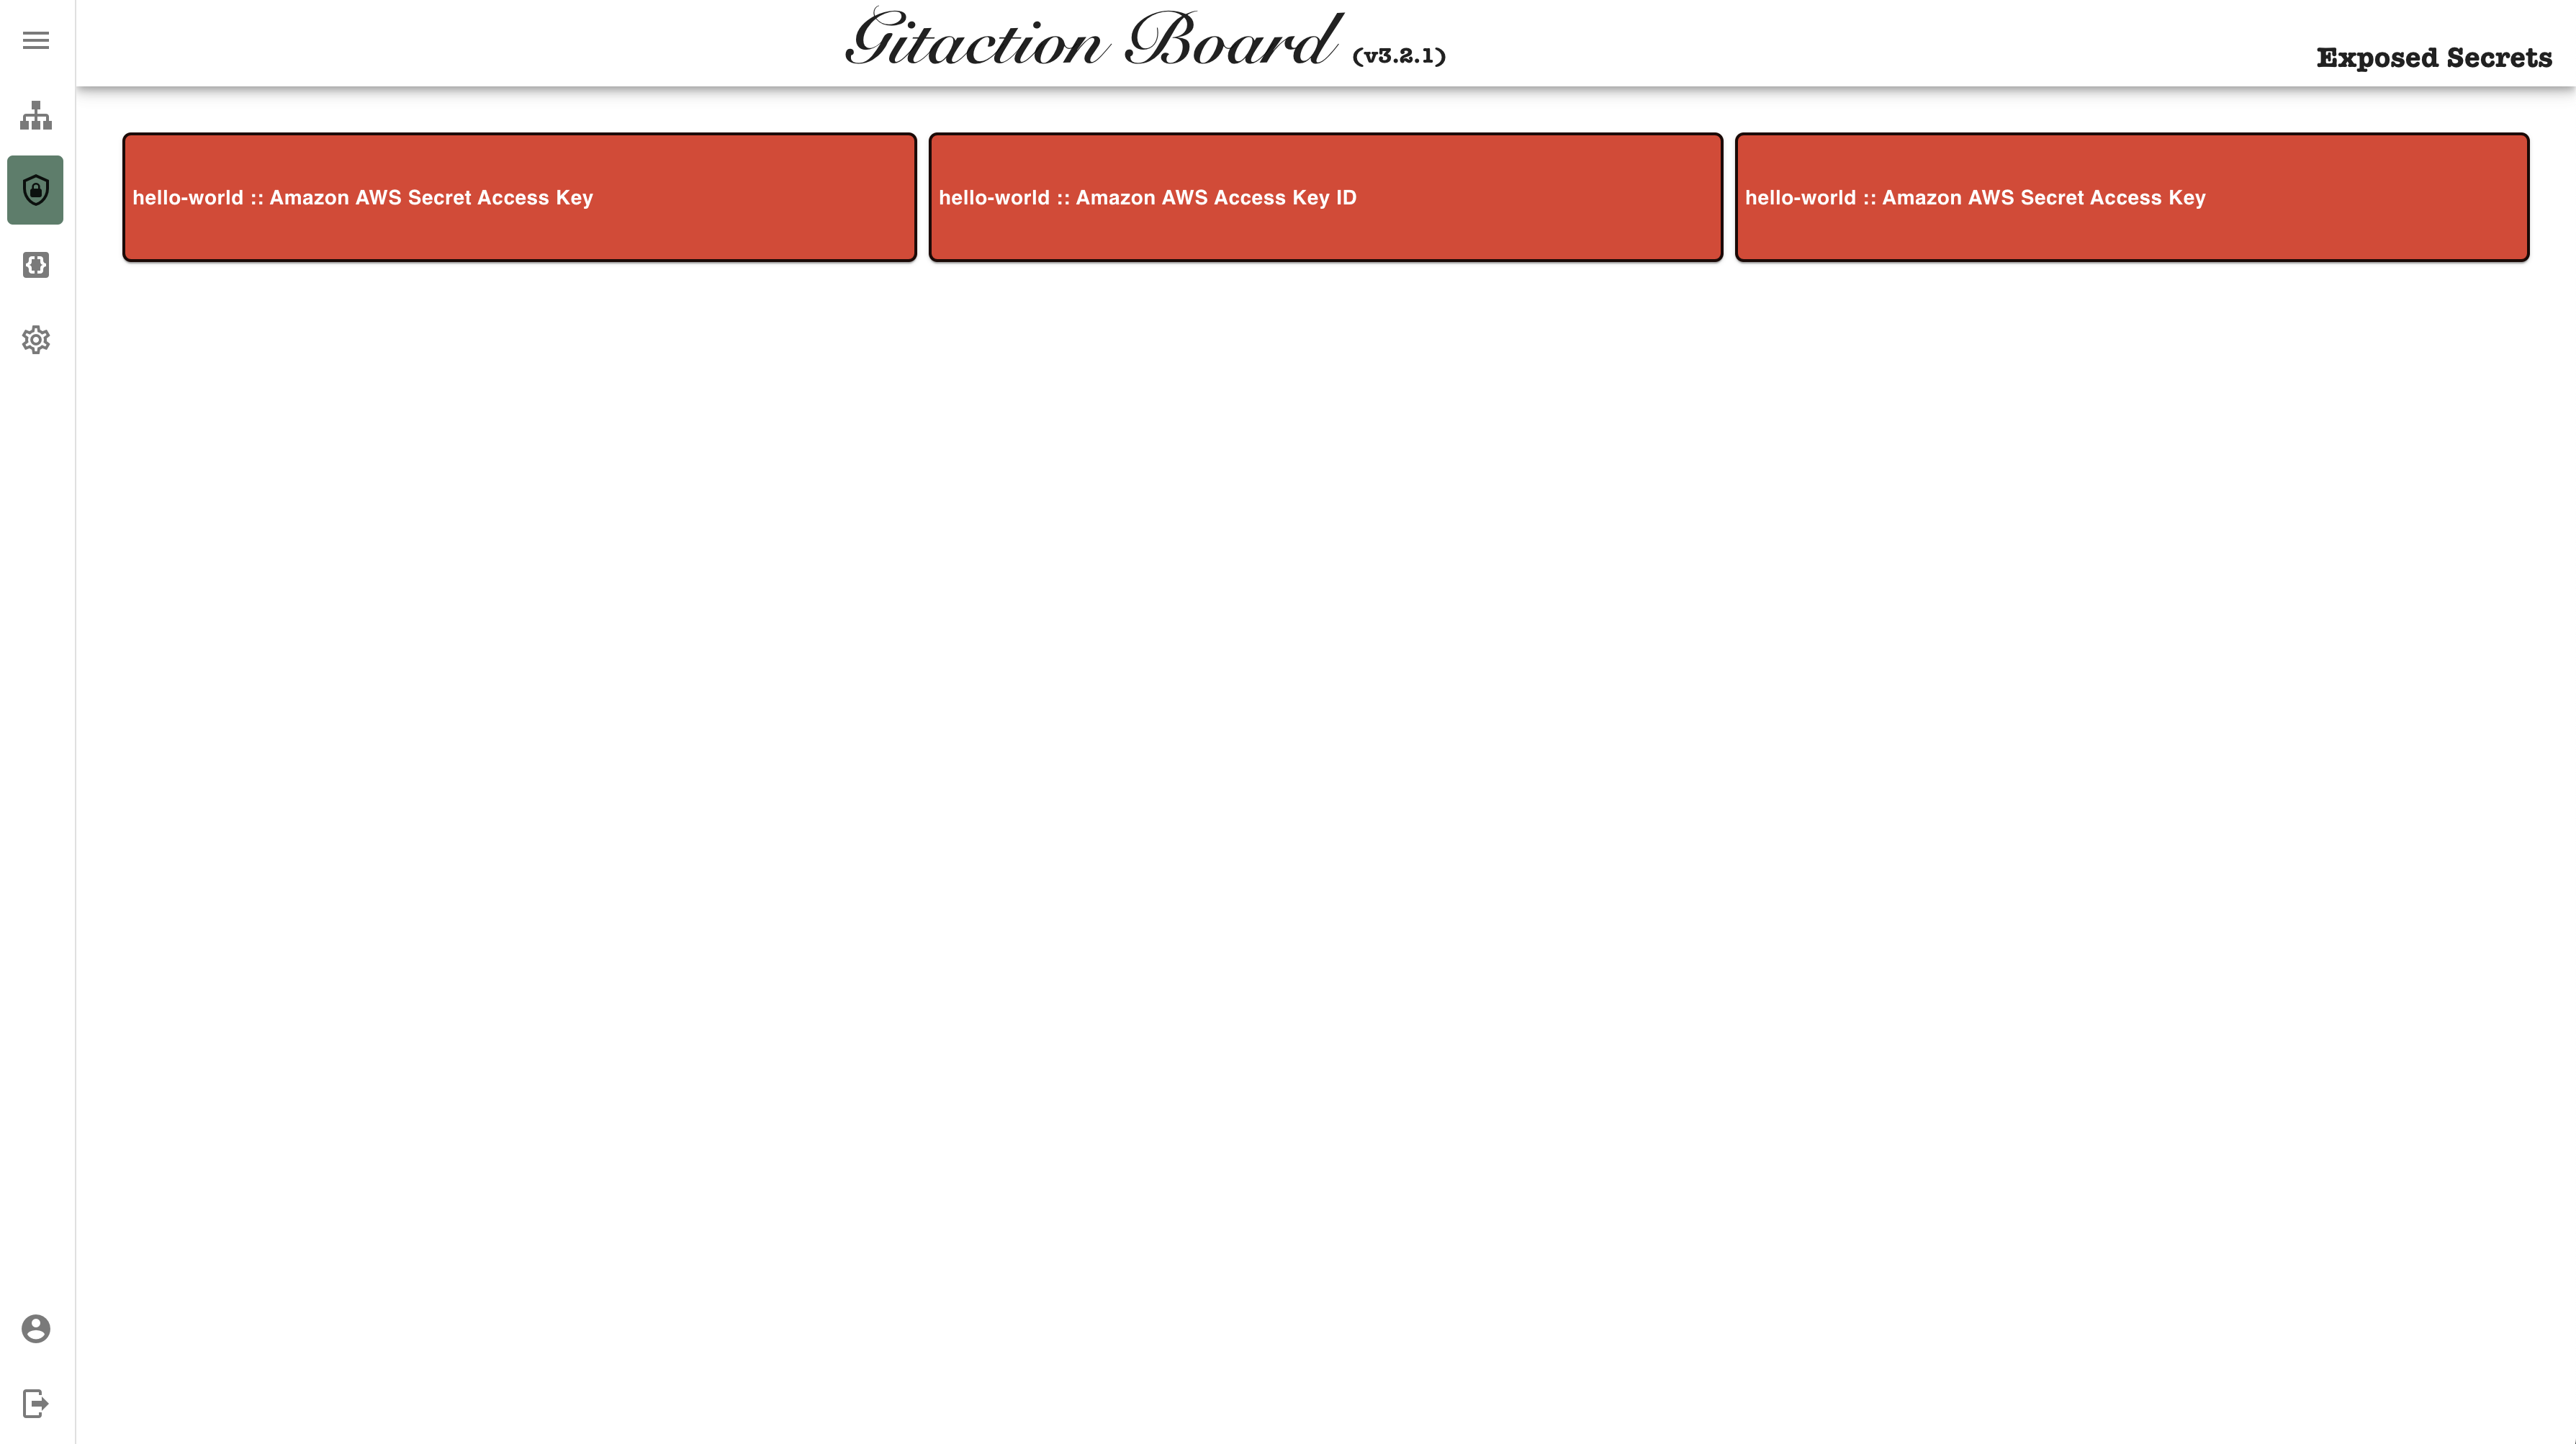 Gitaction Board (v3.2.1)
Exposed Secrets
hello-world :: Amazon AWS Secret Access Key
hello-world :: Amazon AWS Access Key ID
hello-world :: Amazon AWS Secret Access Key